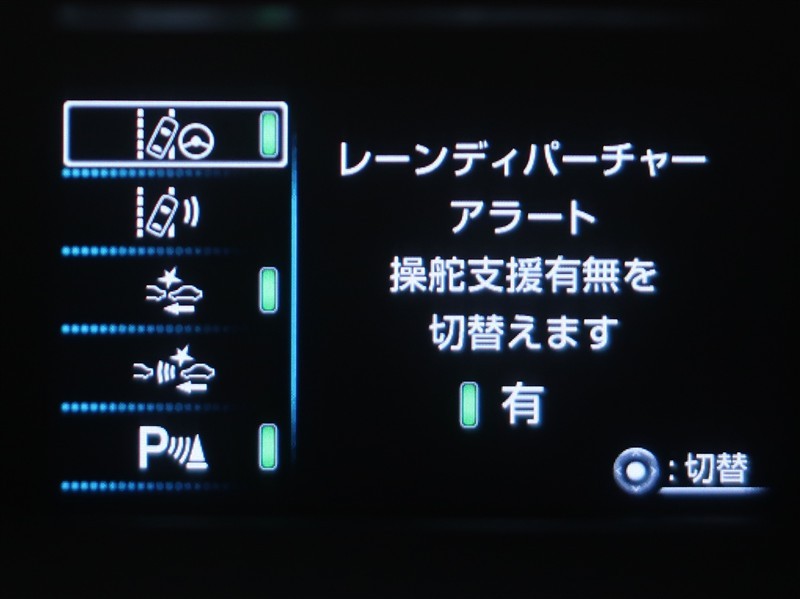 レーンディパーチャー
アラート
操舵支援有無を
切替えます
有
:切替
P